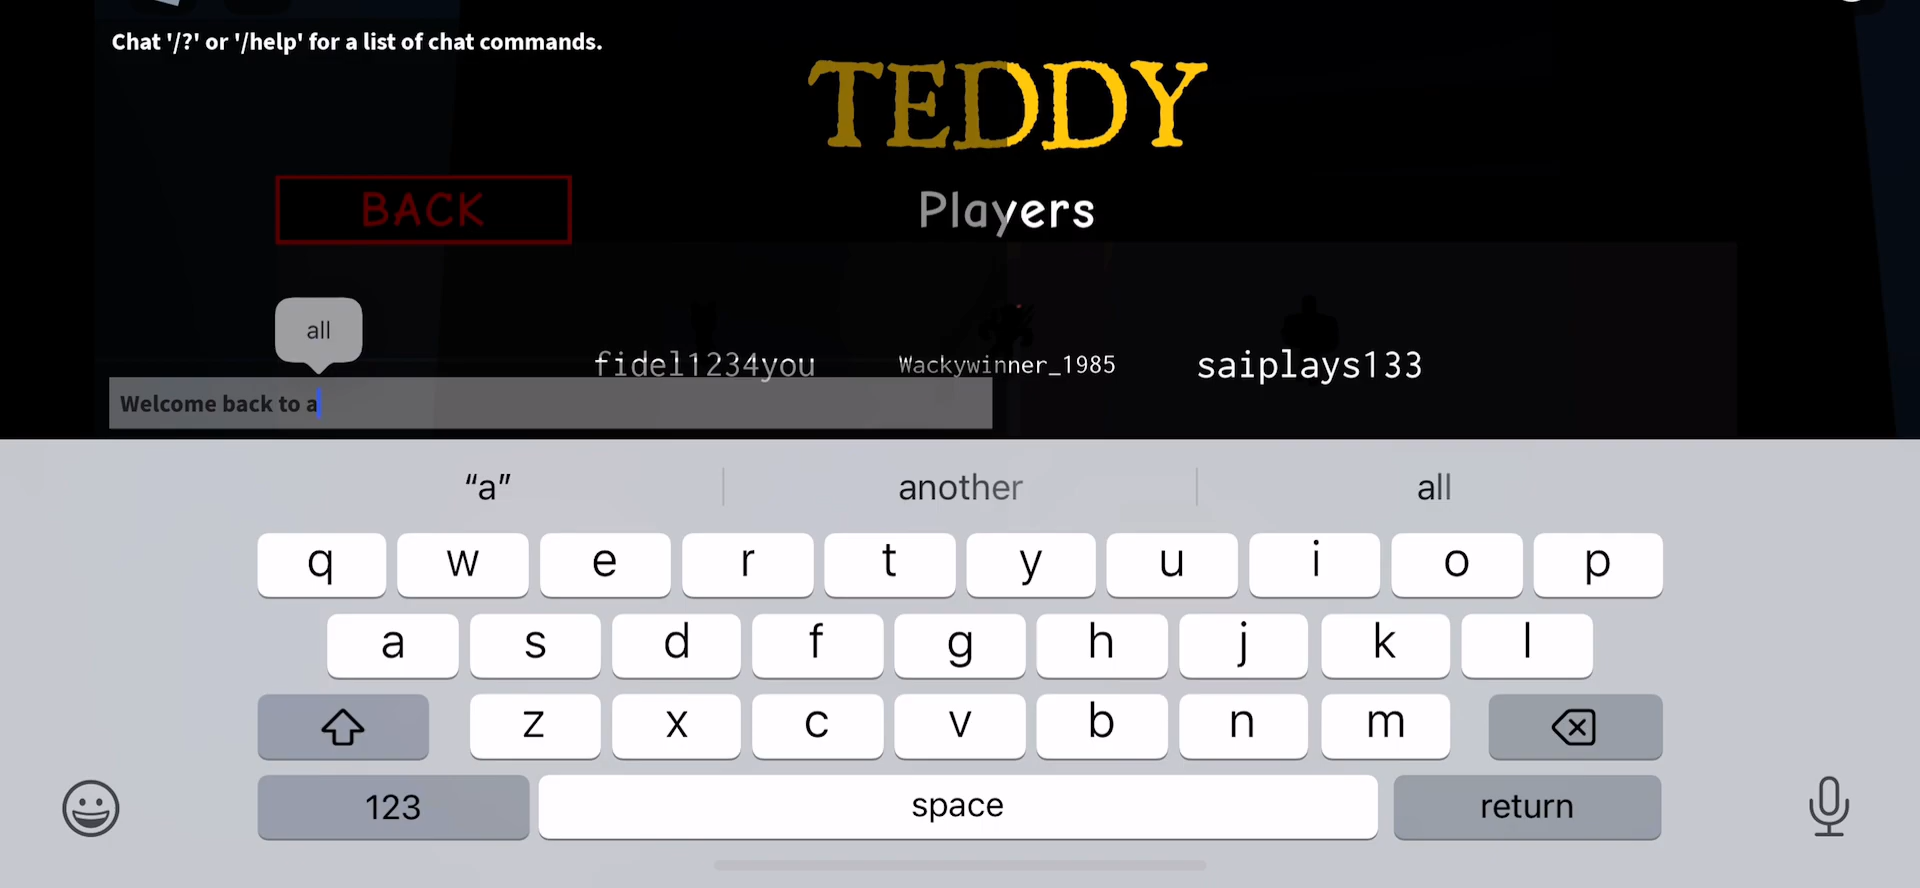 Chat '/?' or '/help' for a list of chat commands.
TEDDY
BACK
Players
all
fidel1234you Wackywinner_1985 saiplays133
Welcome back to a
“a” another all
q w e r t y u i o p
a s d f g h j k l
z x c v b n m
123 space return